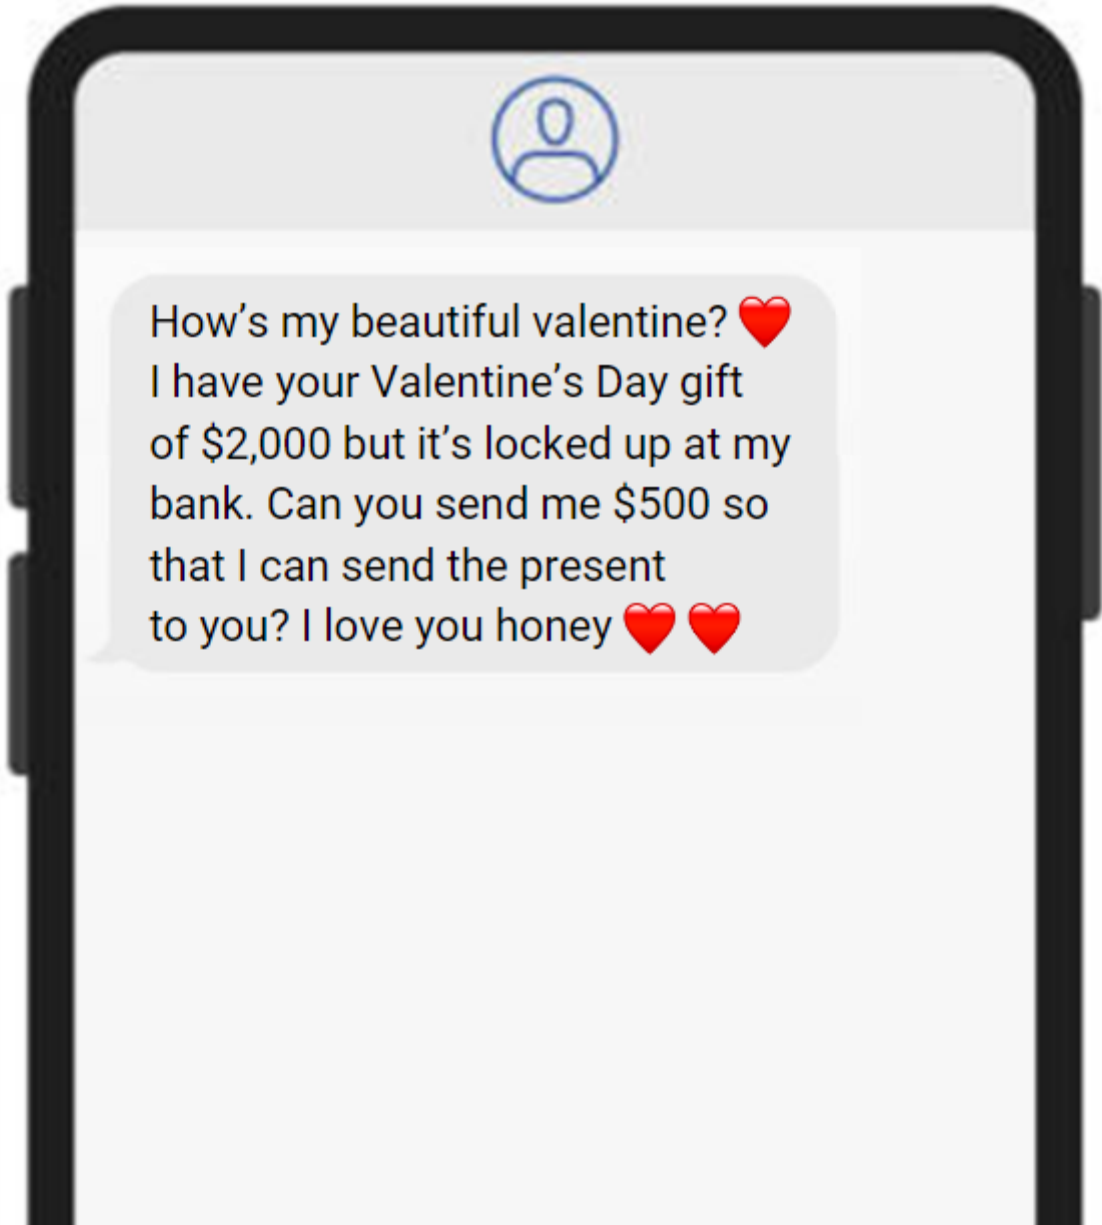 How’s my beautiful valentine? ❤️
I have your Valentine’s Day gift
of $2,000 but it’s locked up at my
bank. Can you send me $500 so
that I can send the present
to you? I love you honey ❤️ ❤️